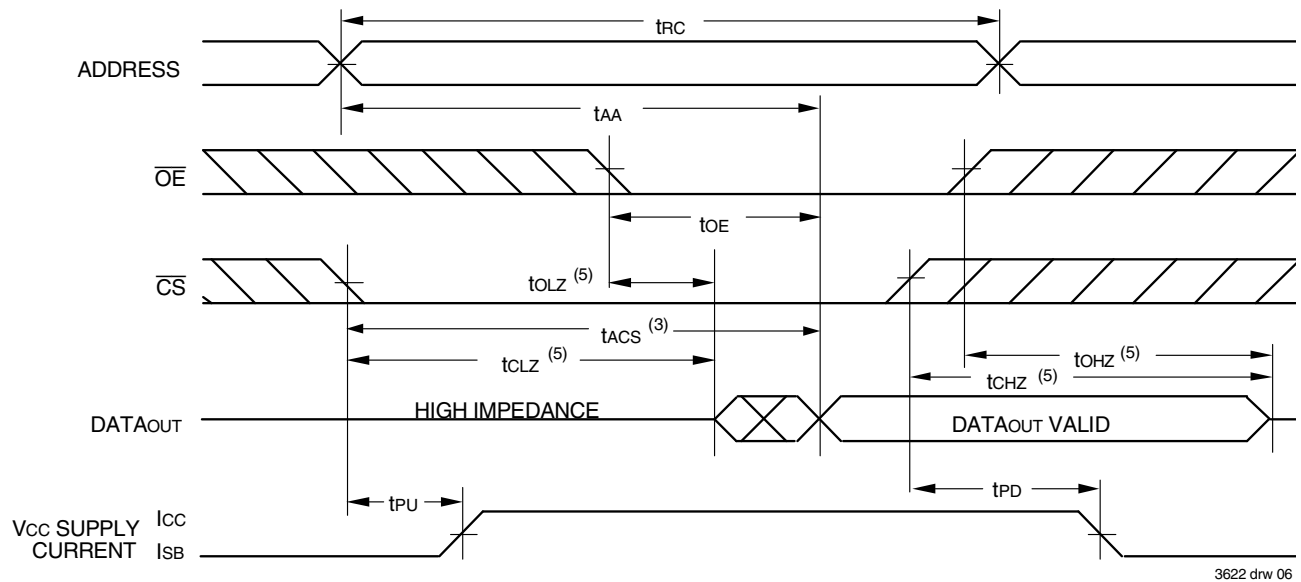 tRC
ADDRESS
tAA
OE
tOE
CS
tOLZ (5)
tACS (3)
tCLZ (5)
tOHZ (5)
tCHZ (5)
HIGH IMPEDANCE
DATAOUT
DATAOUT VALID
tPU
tPD
VCC SUPPLY CURRENT
ICC
ISB
3622 drw 06